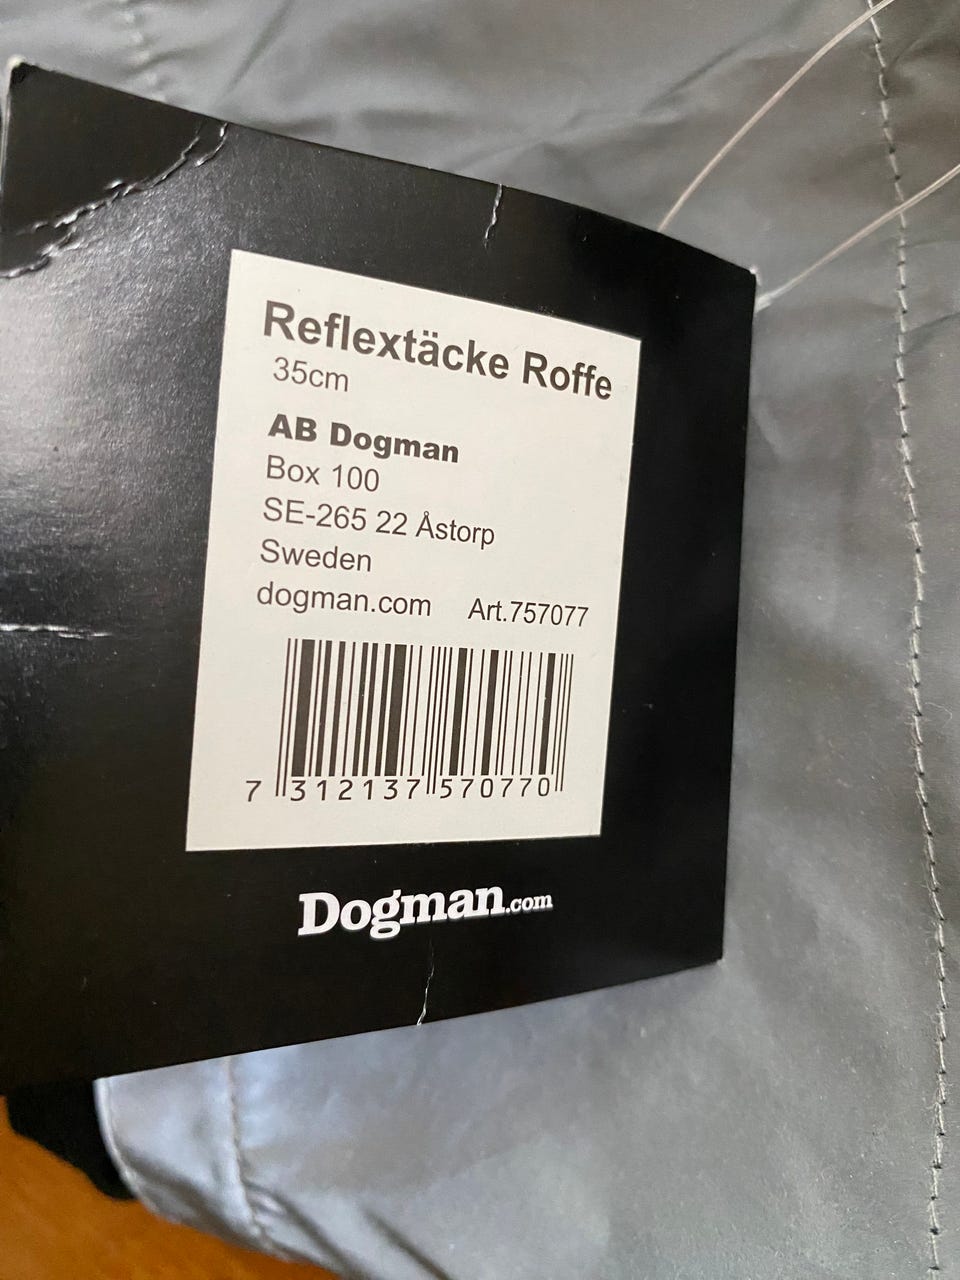 Reflextäcke Roffe
35cm
AB Dogman
Box 100
SE-265 22 Åstorp
Sweden
dogman.com Art.757077
7 312137 570770
Dogman.com